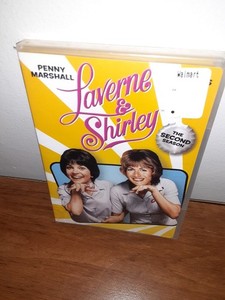 PENNY
MARSHALL
Walmart
Laverne
&
Shirley
THE
SECOND
SEASON